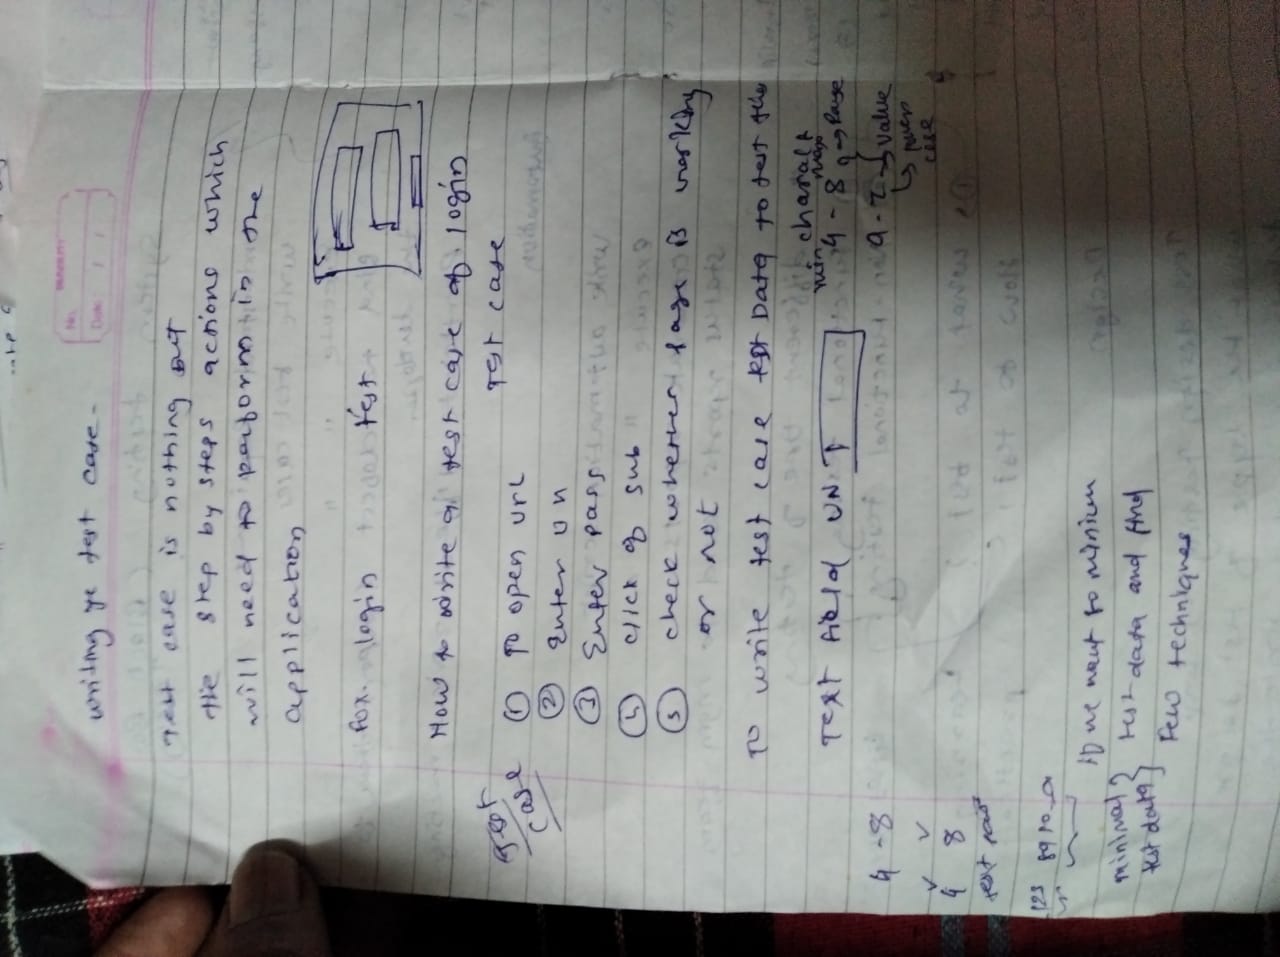 writing ye test case -
No.
Date: / /
Test case is nothing but
the step by steps actions which
will need to perform in the
application
Fox. login test
How to write a test case of login
Test case
Test
case
① To open url
② Enter UN
③ Enter pass
④ click of sub
⑤ check whether page is working
or not
To write test case test Data to test the
charact
min max
Text field UN 4 - 8 → Range
a - z → value
→ lower
case
4 - 8
✓ ✓
4 8
test pass
123 8910
If we want to minium
minimal test data and find
test data few techniques